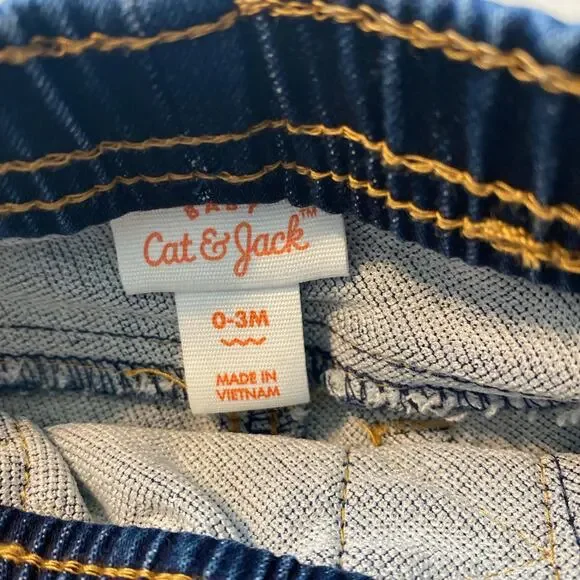 BABY
Cat & Jack™
0-3M
MADE IN
VIETNAM